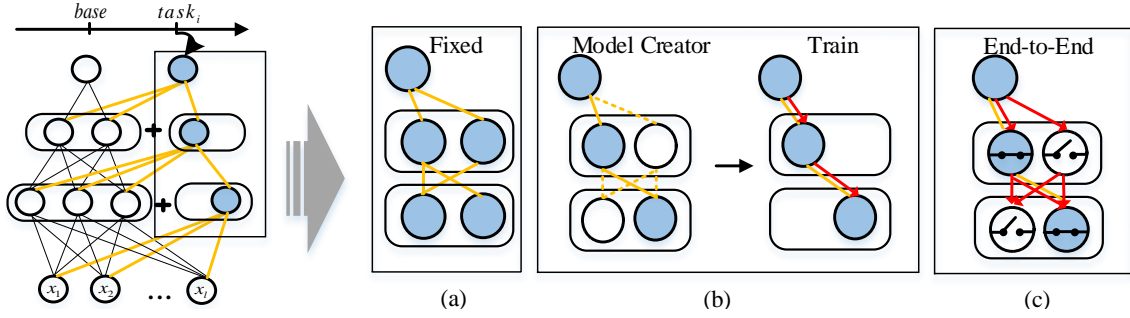 base task_i
Fixed
Model Creator
Train
End-to-End
+
+
x_1 x_2 ... x_l
(a)
(b)
(c)